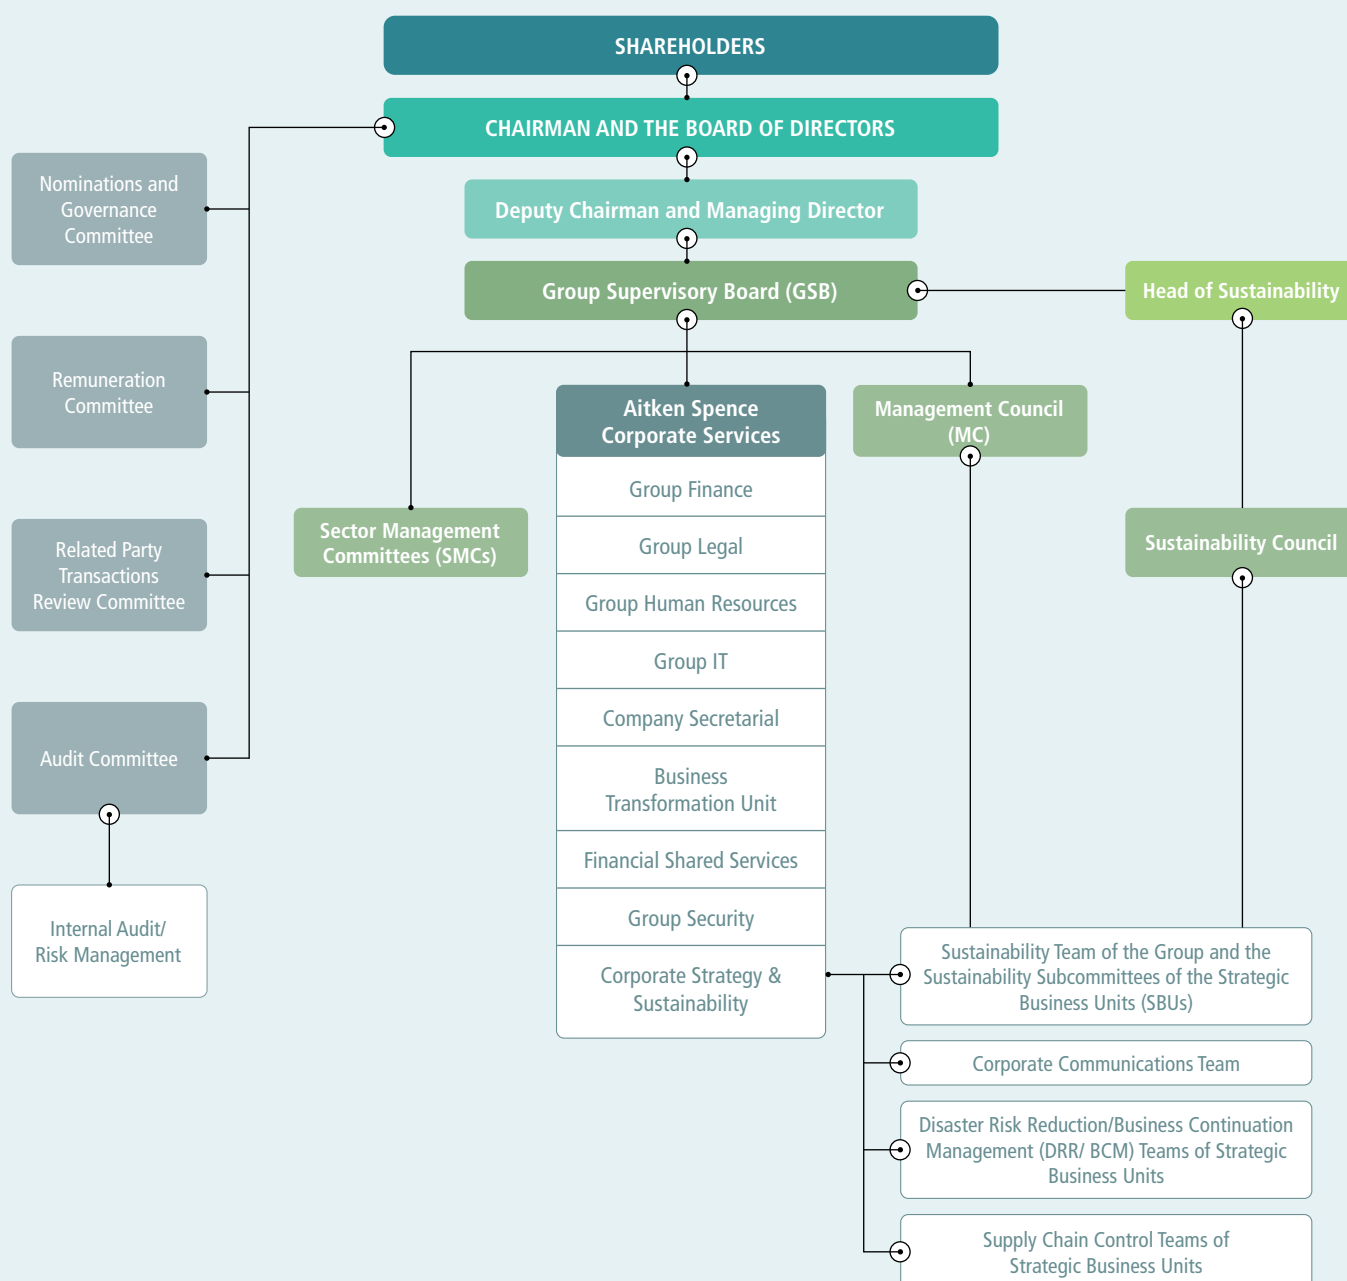 SHAREHOLDERS
CHAIRMAN AND THE BOARD OF DIRECTORS
Nominations and
Governance
Committee
Deputy Chairman and Managing Director
Group Supervisory Board (GSB)
Head of Sustainability
Remuneration
Committee
Aitken Spence
Corporate Services
Management Council
(MC)
Group Finance
Group Legal
Group Human Resources
Group IT
Company Secretarial
Business
Transformation Unit
Financial Shared Services
Group Security
Corporate Strategy &
Sustainability
Sector Management
Committees (SMCs)
Sustainability Council
Related Party
Transactions
Review Committee
Audit Committee
Internal Audit/
Risk Management
Sustainability Team of the Group and the
Sustainability Subcommittees of the Strategic
Business Units (SBUs)
Corporate Communications Team
Disaster Risk Reduction/Business Continuation
Management (DRR/ BCM) Teams of Strategic
Business Units
Supply Chain Control Teams of
Strategic Business Units